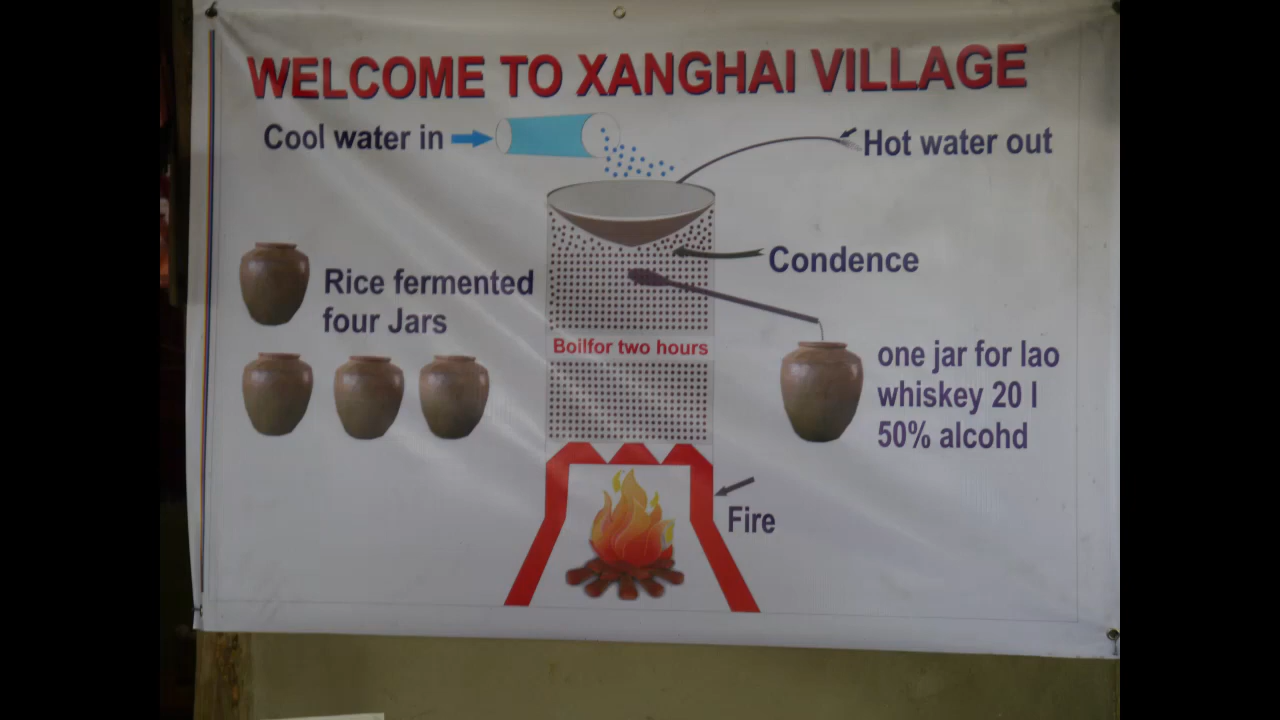 WELCOME TO XANGHAI VILLAGE
Cool water in
Hot water out
Condence
Rice fermented
four Jars
Boilfor two hours
one jar for lao
whiskey 20 l
50% alcohd
Fire